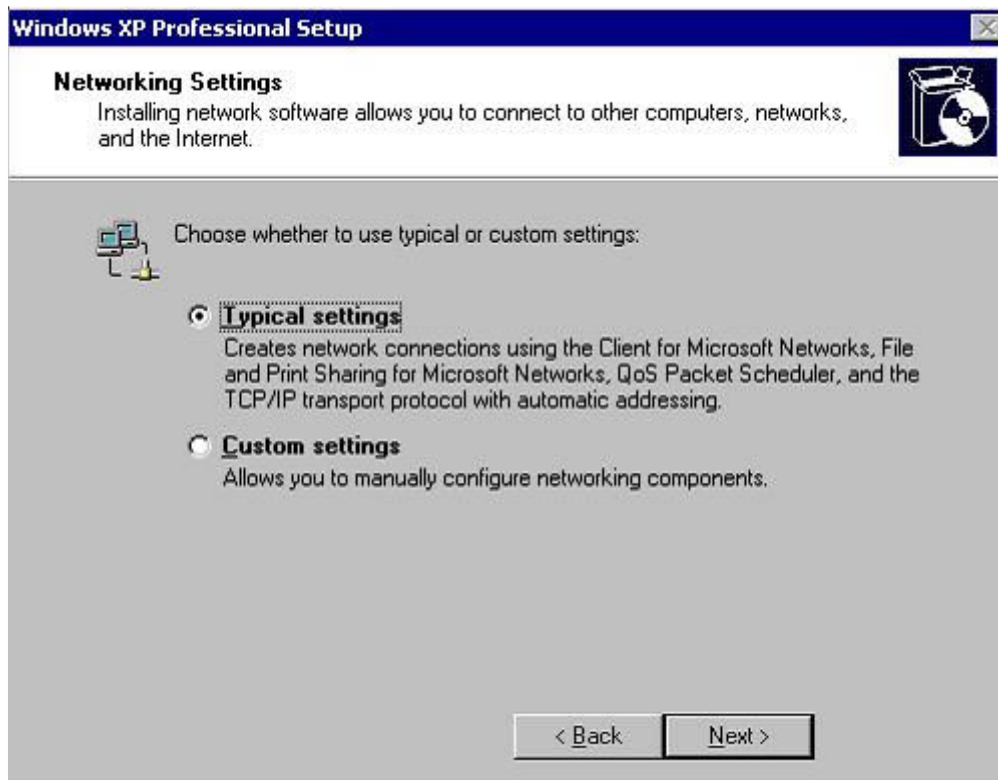 Windows XP Professional Setup
Networking Settings
Installing network software allows you to connect to other computers, networks,
and the Internet.
Choose whether to use typical or custom settings:
Typical settings
Creates network connections using the Client for Microsoft Networks, File
and Print Sharing for Microsoft Networks, QoS Packet Scheduler, and the
TCP/IP transport protocol with automatic addressing.
Custom settings
Allows you to manually configure networking components.
< Back Next >